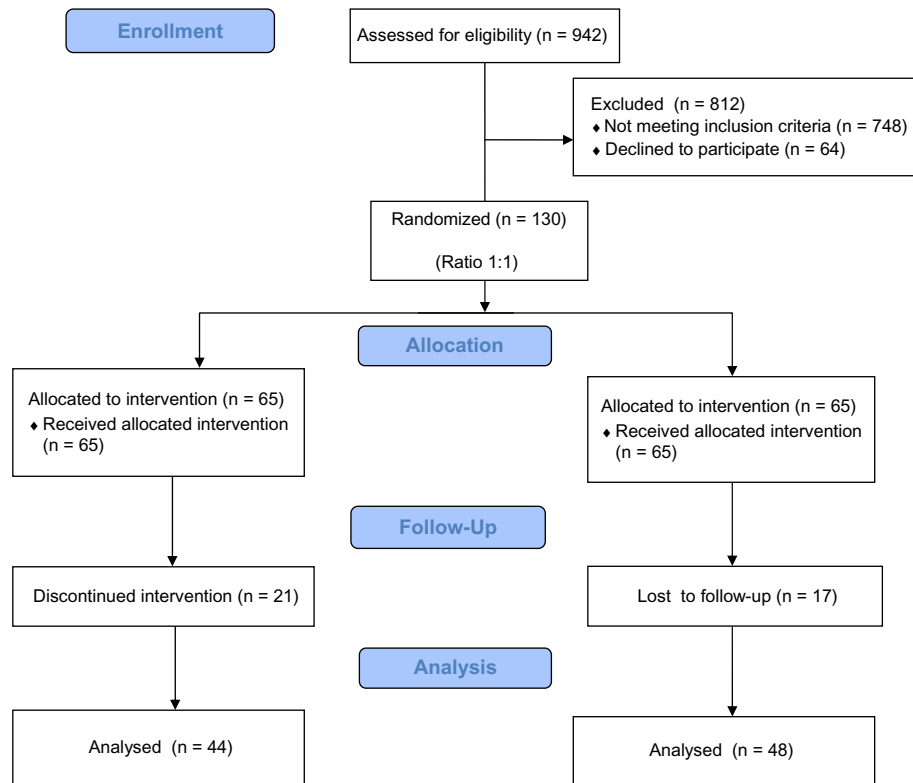 Enrollment
Assessed for eligibility (n = 942)
Excluded (n = 812)
♦ Not meeting inclusion criteria (n = 748)
♦ Declined to participate (n = 64)
Randomized (n = 130)
(Ratio 1:1)
Allocation
Allocated to intervention (n = 65)
♦ Received allocated intervention
(n = 65)
Allocated to intervention (n = 65)
♦ Received allocated intervention
(n = 65)
Follow-Up
Discontinued intervention (n = 21)
Lost to follow-up (n = 17)
Analysis
Analysed (n = 44)
Analysed (n = 48)